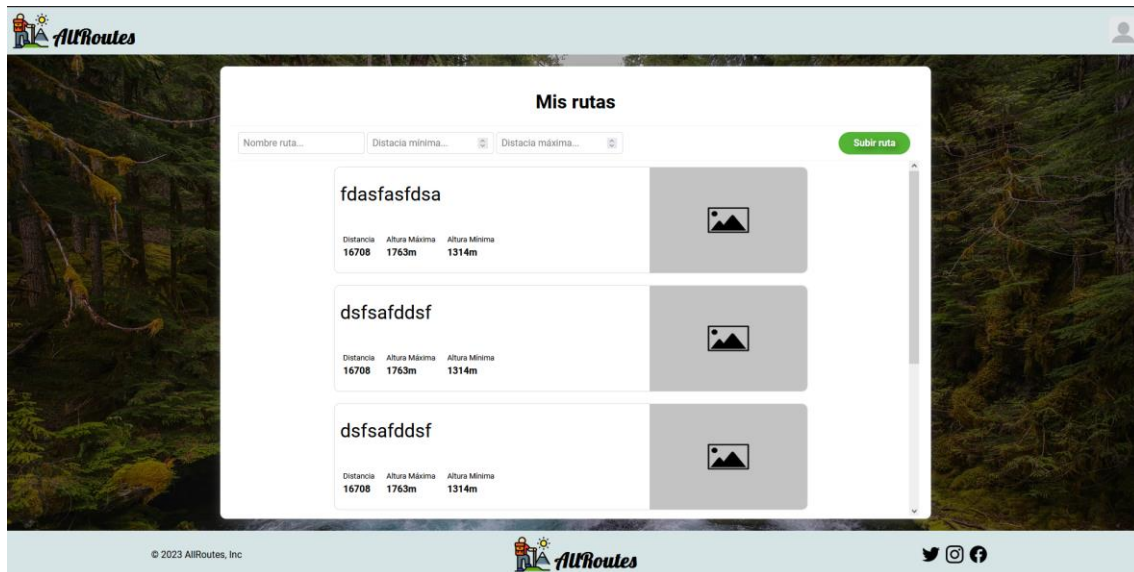 AllRoutes
Mis rutas
Nombre ruta...
Distacia mínima...
Distacia máxima...
Subir ruta
fdasfasfdsa
Distancia Altura Máxima Altura Mínima
16708 1763m 1314m
dsfsafddsf
Distancia Altura Máxima Altura Mínima
16708 1763m 1314m
dsfsafddsf
Distancia Altura Máxima Altura Mínima
16708 1763m 1314m
© 2023 AllRoutes, Inc
AllRoutes